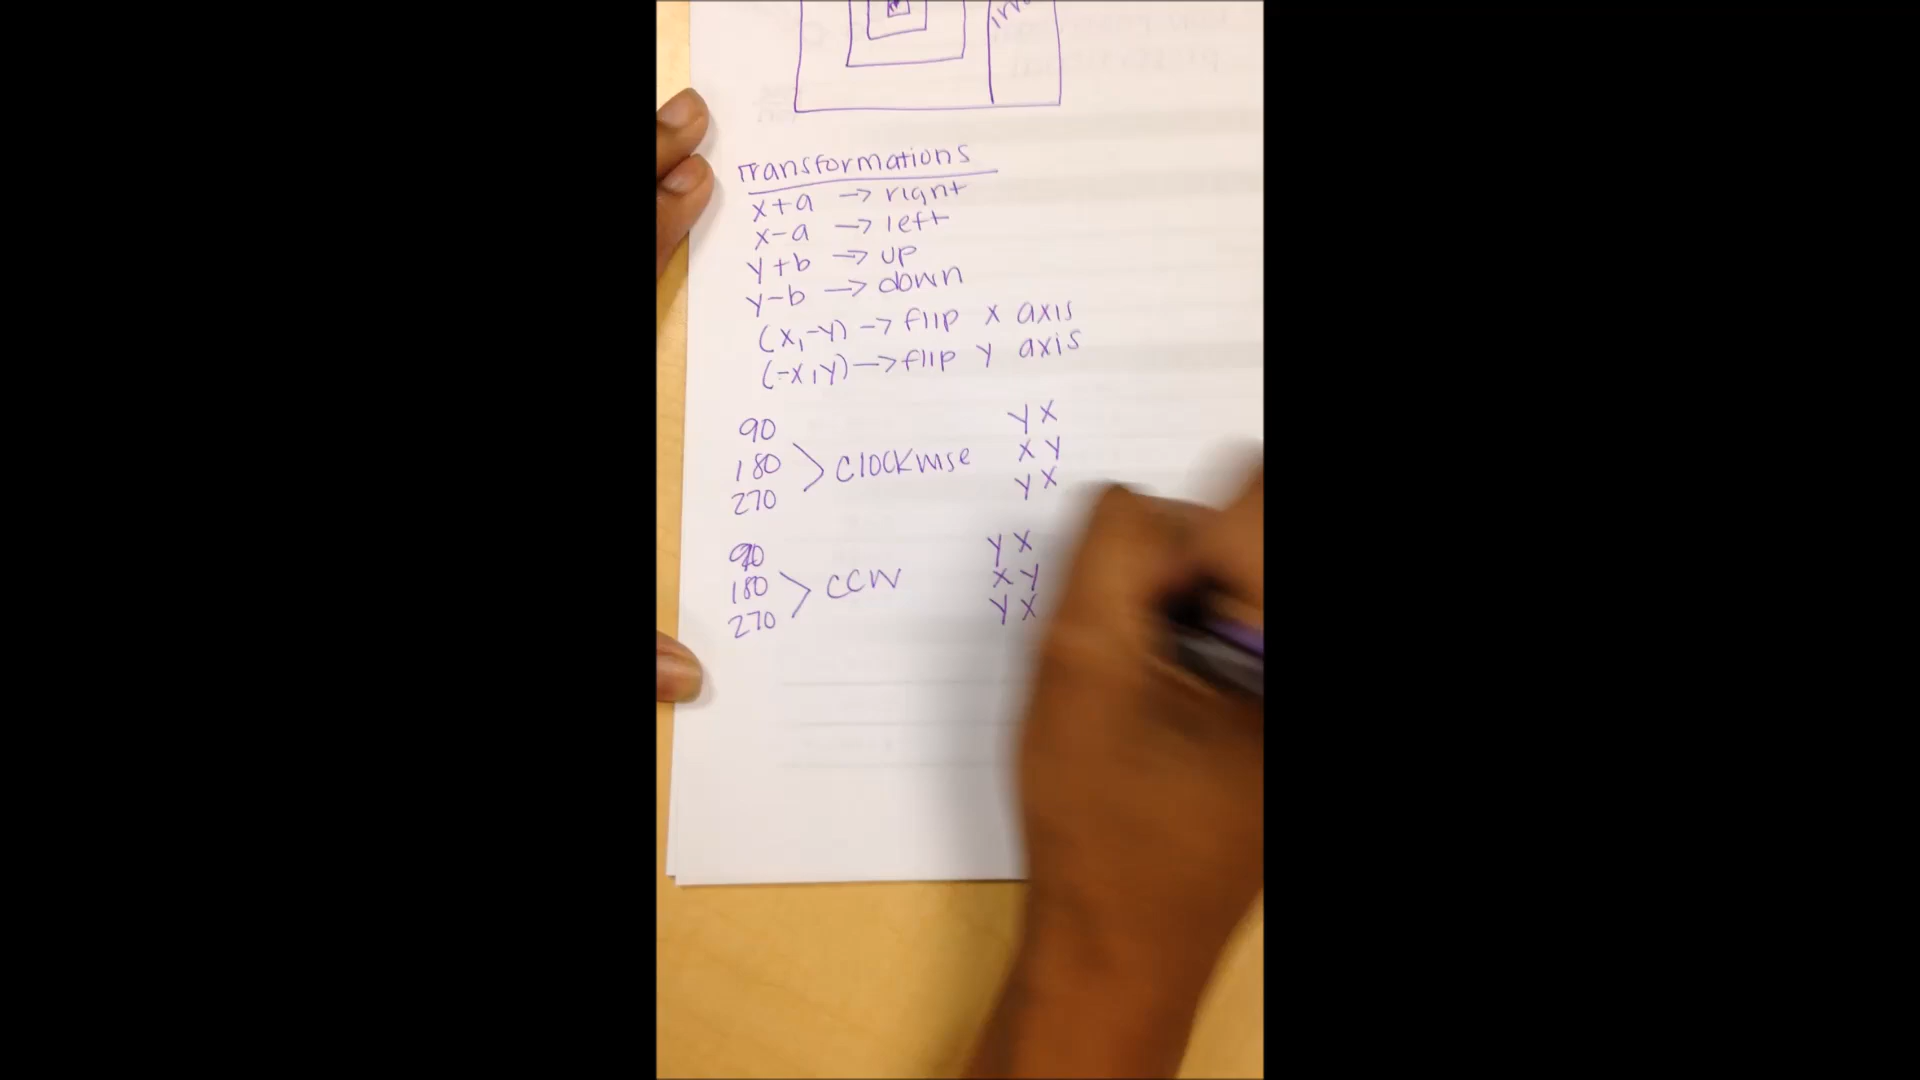 Transformations
x+a → right
x-a → left
y+b → up
y-b → down
(x,-y) → flip x axis
(-x,y) → flip y axis
90 y x
180 > clockwise x y
270 y x
90 y x
180 > CCW x y
270 y x